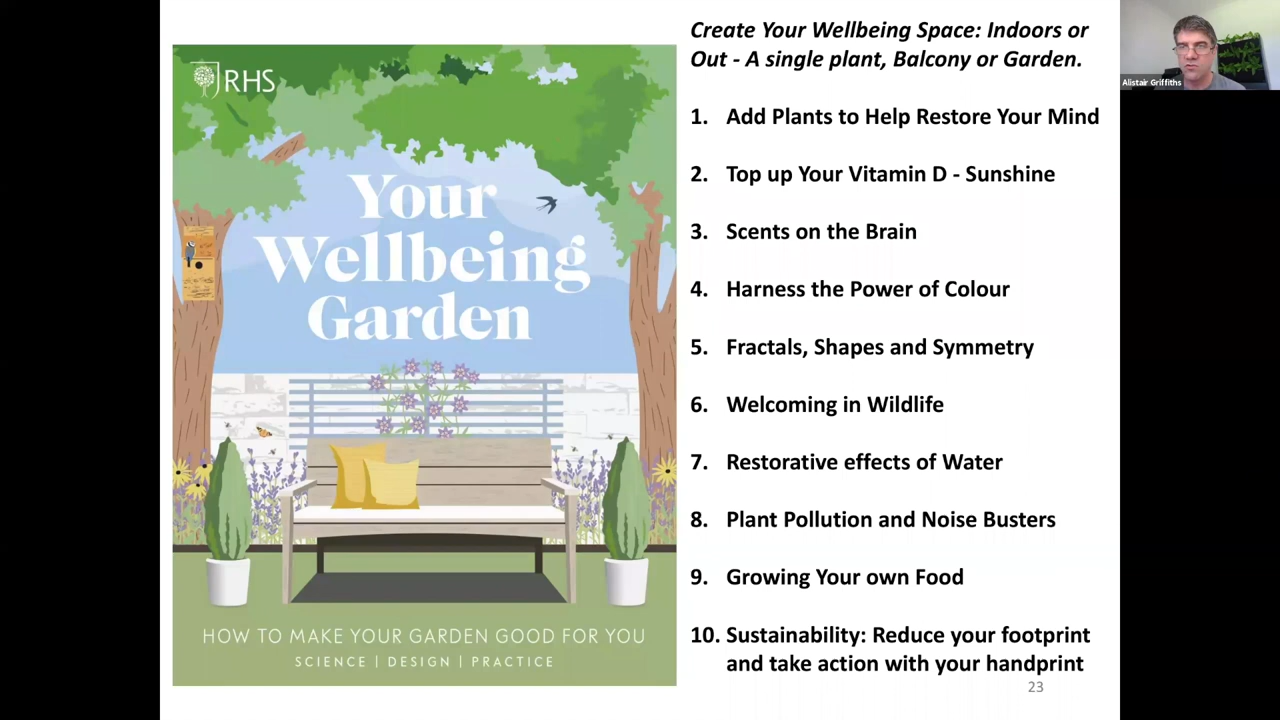 RHS
Your
Wellbeing
Garden
HOW TO MAKE YOUR GARDEN GOOD FOR YOU
SCIENCE | DESIGN | PRACTICE
Create Your Wellbeing Space: Indoors or
Out - A single plant, Balcony or Garden.
1. Add Plants to Help Restore Your Mind
2. Top up Your Vitamin D - Sunshine
3. Scents on the Brain
4. Harness the Power of Colour
5. Fractals, Shapes and Symmetry
6. Welcoming in Wildlife
7. Restorative effects of Water
8. Plant Pollution and Noise Busters
9. Growing Your own Food
10. Sustainability: Reduce your footprint
and take action with your handprint
23
Alistair Griffiths